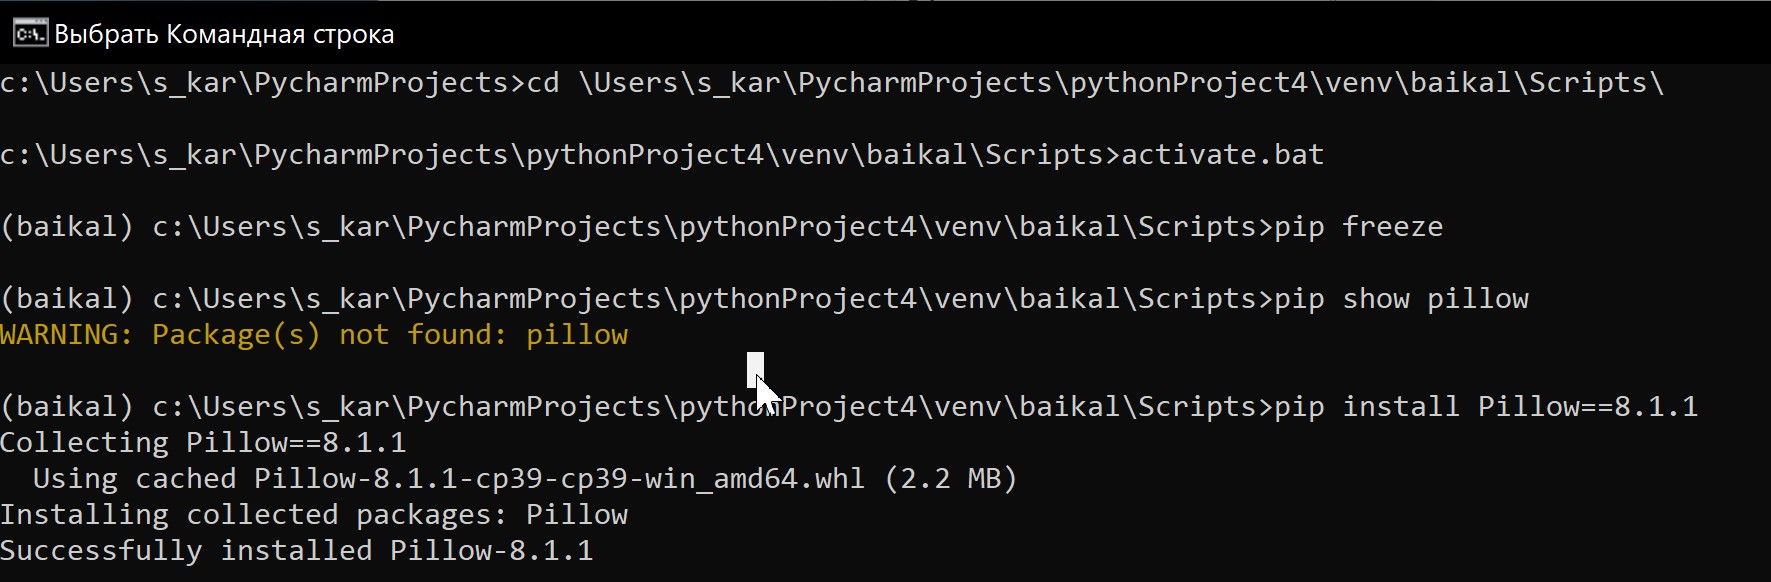 Выбрать Командная строка
c:\Users\s_kar\PycharmProjects>cd \Users\s_kar\PycharmProjects\pythonProject4\venv\baikal\Scripts\
c:\Users\s_kar\PycharmProjects\pythonProject4\venv\baikal\Scripts>activate.bat
(baikal) c:\Users\s_kar\PycharmProjects\pythonProject4\venv\baikal\Scripts>pip freeze
(baikal) c:\Users\s_kar\PycharmProjects\pythonProject4\venv\baikal\Scripts>pip show pillow
WARNING: Package(s) not found: pillow
(baikal) c:\Users\s_kar\PycharmProjects\pythonProject4\venv\baikal\Scripts>pip install Pillow==8.1.1
Collecting Pillow==8.1.1
  Using cached Pillow-8.1.1-cp39-cp39-win_amd64.whl (2.2 MB)
Installing collected packages: Pillow
Successfully installed Pillow-8.1.1